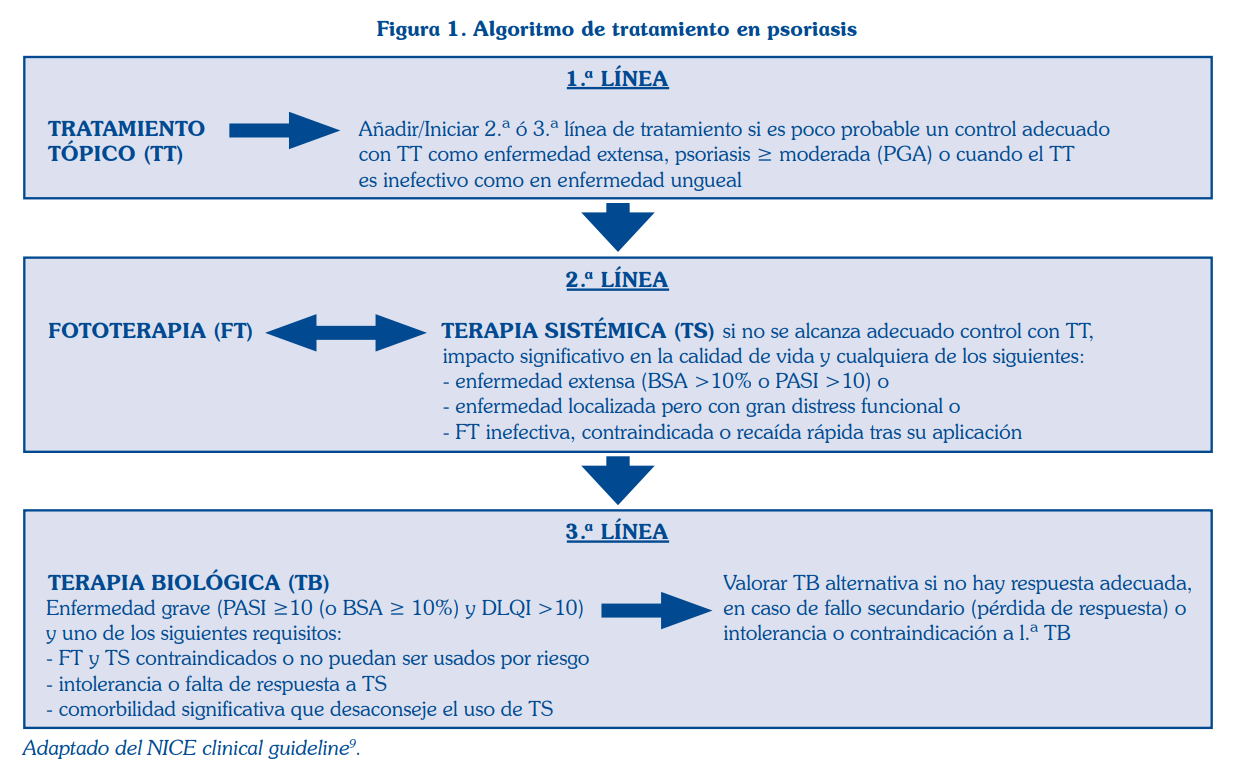 Figura 1. Algoritmo de tratamiento en psoriasis
1.ª LÍNEA
TRATAMIENTO
TÓPICO (TT)
Añadir/Iniciar 2.ª ó 3.ª línea de tratamiento si es poco probable un control adecuado
con TT como enfermedad extensa, psoriasis ≥ moderada (PGA) o cuando el TT
es inefectivo como en enfermedad ungueal
2.ª LÍNEA
FOTOTERAPIA (FT)
TERAPIA SISTÉMICA (TS) si no se alcanza adecuado control con TT,
impacto significativo en la calidad de vida y cualquiera de los siguientes:
- enfermedad extensa (BSA >10% o PASI >10) o
- enfermedad localizada pero con gran distress funcional o
- FT inefectiva, contraindicada o recaída rápida tras su aplicación
3.ª LÍNEA
TERAPIA BIOLÓGICA (TB)
Enfermedad grave (PASI ≥10 (o BSA ≥ 10%) y DLQI >10)
y uno de los siguientes requisitos:
- FT y TS contraindicados o no puedan ser usados por riesgo
- intolerancia o falta de respuesta a TS
- comorbilidad significativa que desaconseje el uso de TS
Valorar TB alternativa si no hay respuesta adecuada,
en caso de fallo secundario (pérdida de respuesta) o
intolerancia o contraindicación a l.ª TB
Adaptado del NICE clinical guideline⁹.